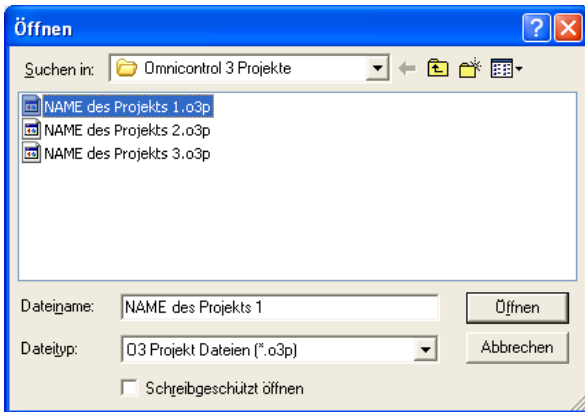 Öffnen
Suchen in: Omnicontrol 3 Projekte
NAME des Projekts 1.o3p
NAME des Projekts 2.o3p
NAME des Projekts 3.o3p
Dateiname: NAME des Projekts 1 Öffnen
Dateityp: O3 Projekt Dateien (*.o3p) Abbrechen
Schreibgeschützt öffnen